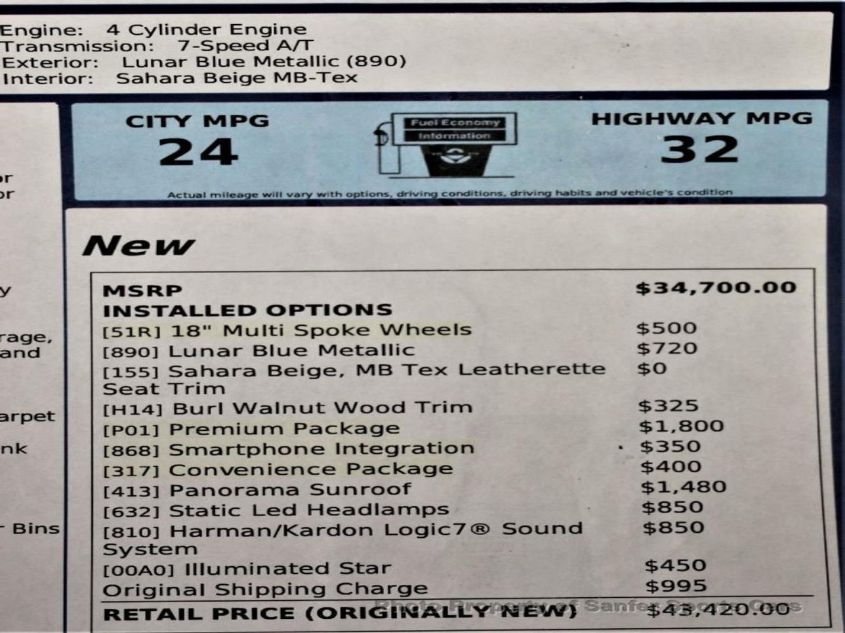 Engine: 4 Cylinder Engine
Transmission: 7-Speed A/T
Exterior: Lunar Blue Metallic (890)
Interior: Sahara Beige MB-Tex
CITY MPG
24
Fuel Economy
Information
HIGHWAY MPG
32
Actual mileage will vary with options, driving conditions, driving habits and vehicle's condition
or
or
y
rage,
and
arpet
nk
r Bins
New
MSRP $34,700.00
INSTALLED OPTIONS
[51R] 18" Multi Spoke Wheels $500
[890] Lunar Blue Metallic $720
[155] Sahara Beige, MB Tex Leatherette $0
Seat Trim
[H14] Burl Walnut Wood Trim $325
[P01] Premium Package $1,800
[868] Smartphone Integration $350
[317] Convenience Package $400
[413] Panorama Sunroof $1,480
[632] Static Led Headlamps $850
[810] Harman/Kardon Logic7® Sound $850
System
[00A0] Illuminated Star $450
Original Shipping Charge $995
RETAIL PRICE (ORIGINALLY NEW) $43,420.00
Photo Property of Sanfer Sports Cars